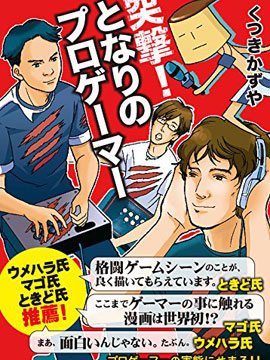 くつきかずや
突撃!
となりの
プロゲーマー
ウメハラ氏
マゴ氏
ときど氏
推薦!
格闘ゲームシーンのことが、
良く描いてもらえています。ときど氏
ここまでゲーマーの事に触れる
漫画は世界初!?
マゴ氏
まあ、面白いんじゃない。たぶん。
ウメハラ氏